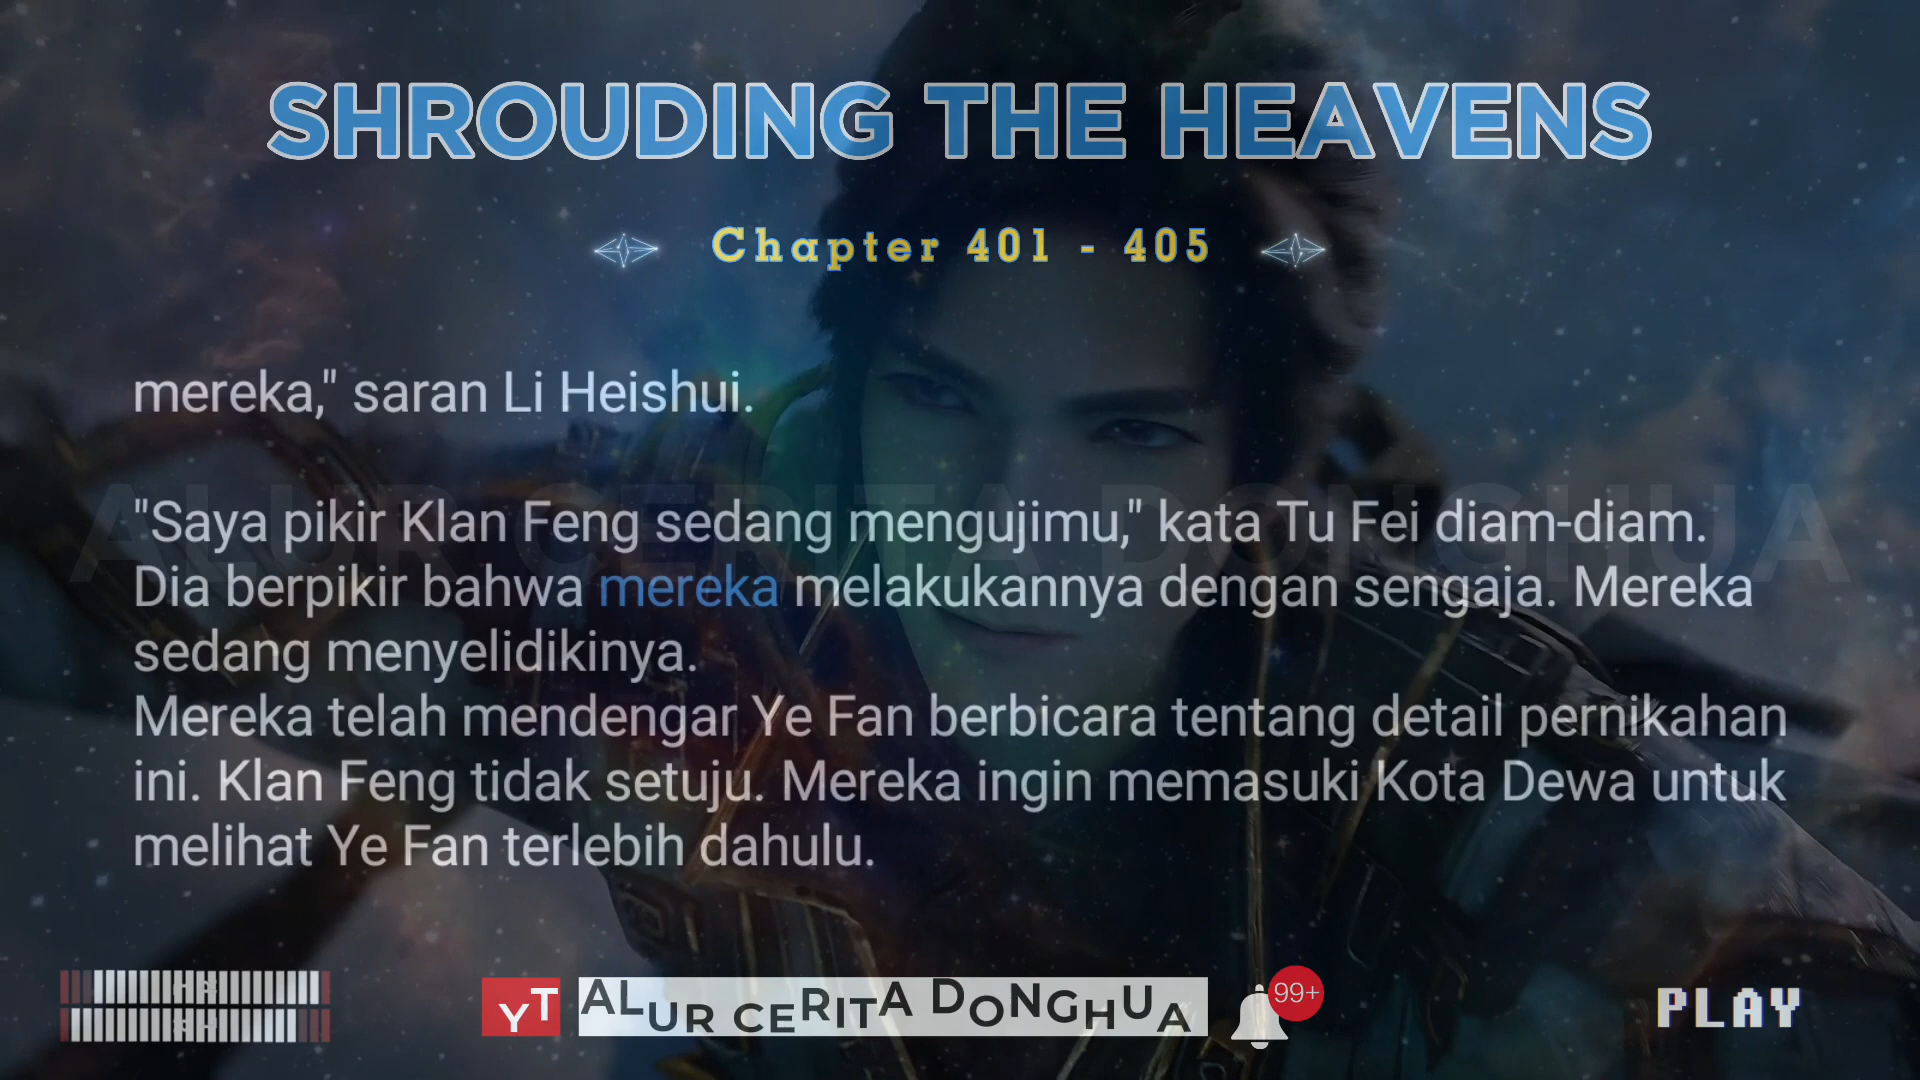 SHROUDING THE HEAVENS
Chapter 401 - 405
mereka," saran Li Heishui.
"Saya pikir Klan Feng sedang mengujimu," kata Tu Fei diam-diam.
Dia berpikir bahwa mereka melakukannya dengan sengaja. Mereka
sedang menyelidikinya.
Mereka telah mendengar Ye Fan berbicara tentang detail pernikahan
ini. Klan Feng tidak setuju. Mereka ingin memasuki Kota Dewa untuk
melihat Ye Fan terlebih dahulu.
ALUR CERITA DONGHUA
YT ALUR CERITA DONGHUA 99+
PLAY